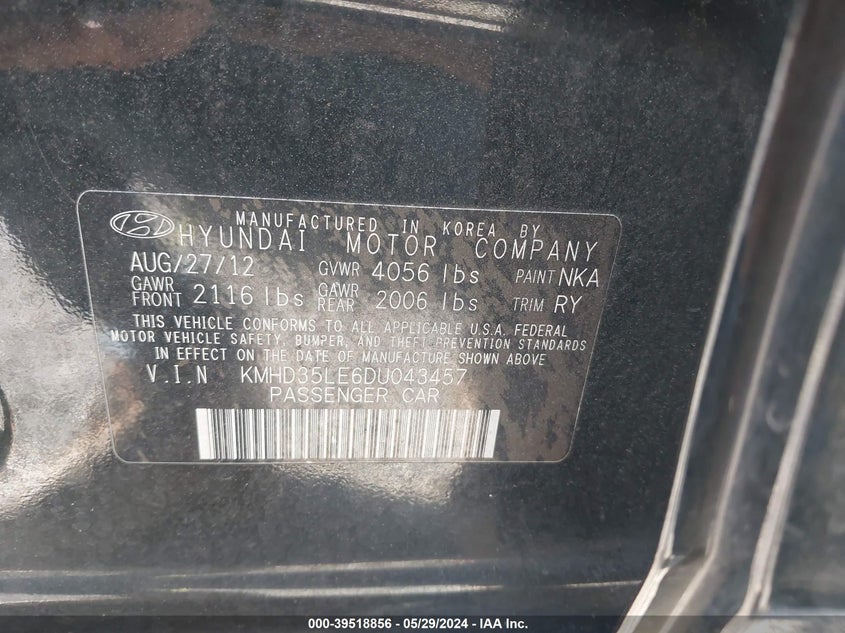 MANUFACTURED IN KOREA BY
HYUNDAI MOTOR COMPANY
AUG/27/12 GVWR 4056 lbs PAINT NKA
GAWR FRONT 2116 lbs GAWR REAR 2006 lbs TRIM RY
THIS VEHICLE CONFORMS TO ALL APPLICABLE U.S.A. FEDERAL
MOTOR VEHICLE SAFETY, BUMPER, AND THEFT PREVENTION STANDARDS
IN EFFECT ON THE DATE OF MANUFACTURE SHOWN ABOVE.
V.I.N KMHD35LE6DU043457
PASSENGER CAR
000-39518856 - 05/29/2024 - IAA Inc.